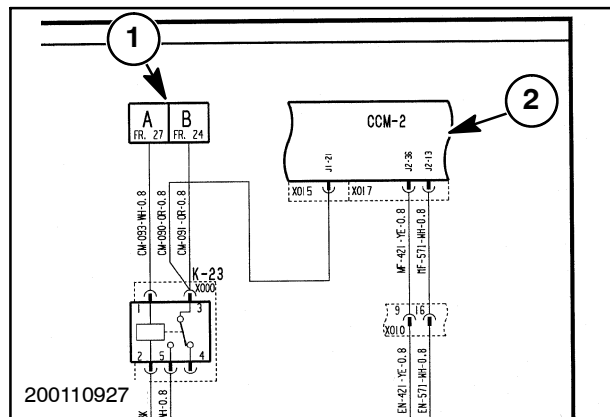 1
2
A
B
FR. 27
FR. 24
CCM-2
J1-21
J2-36
J2-13
X015
X017
CM-093-WH-0.8
CM-090-OR-0.8
CM-091-OR-0.8
MF-421-YE-0.8
MF-571-WH-0.8
K-23
X000
1
3
2
5
4
9
16
X010
EN-421-YE-0.8
EN-571-WH-0.8
200110927